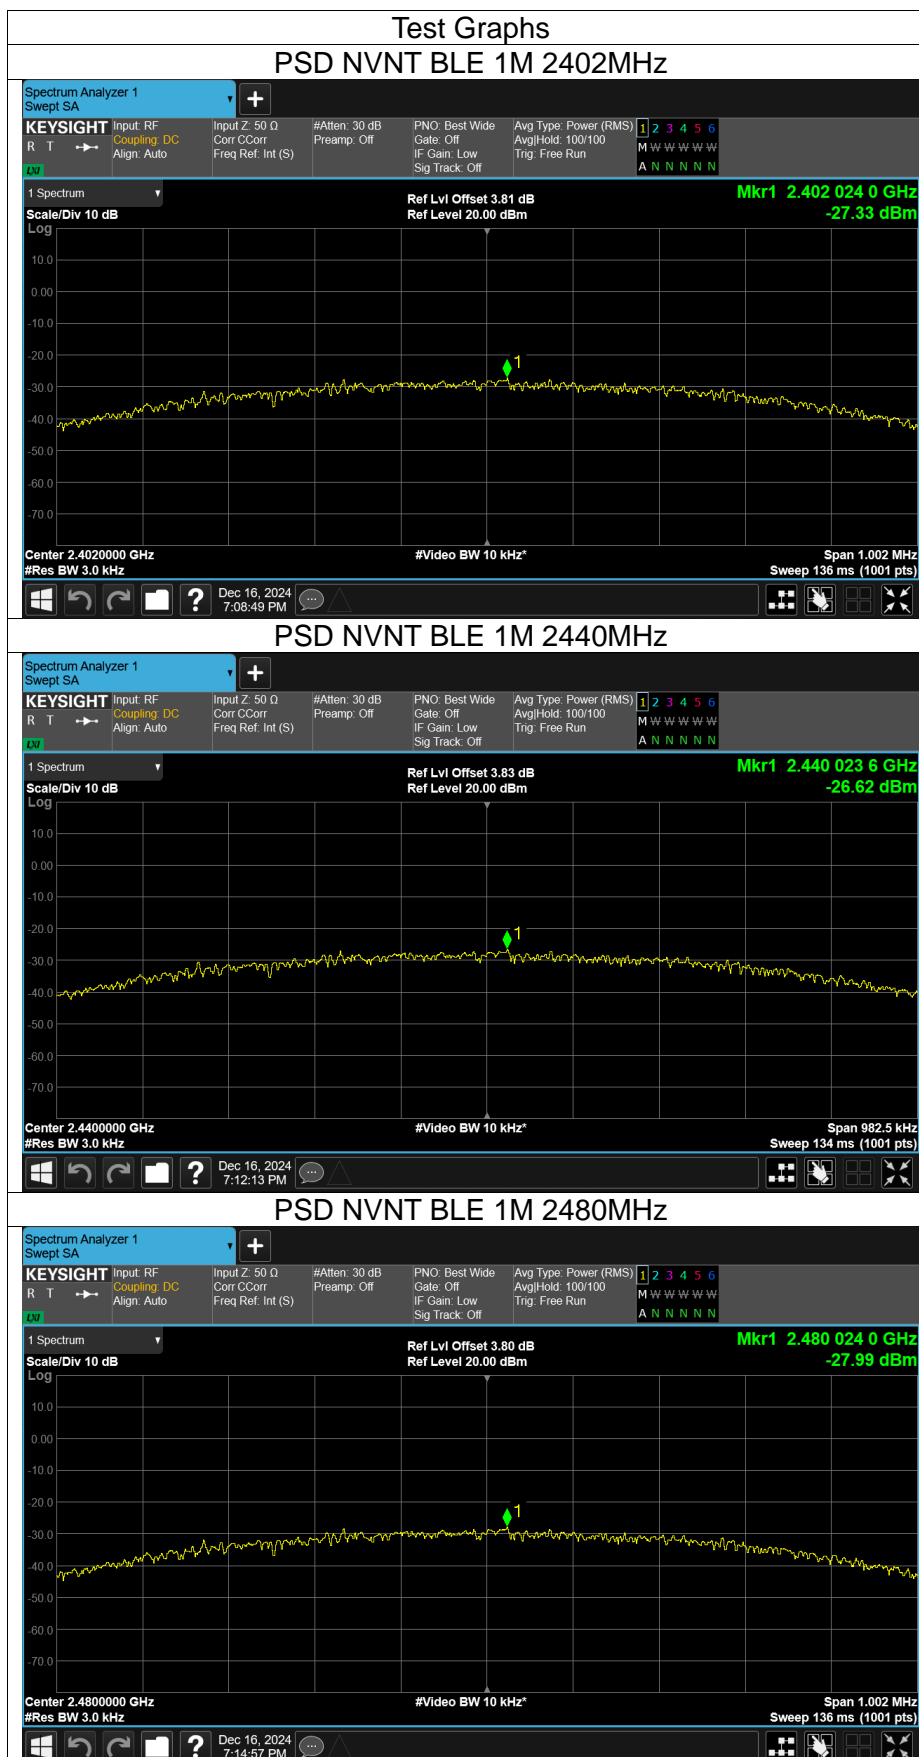 Test Graphs
PSD NVNT BLE 1M 2402MHz
Spectrum Analyzer 1
Swept SA
KEYSIGHT Input: RF Input Z: 50 Ω #Atten: 30 dB PNO: Best Wide Avg Type: Power (RMS) 1 2 3 4 5 6
R T Coupling: DC Corr CCorr Preamp: Off Gate: Off Avg|Hold: 100/100 M W W W W W
Align: Auto Freq Ref: Int (S) IF Gain: Low Trig: Free Run
LXI Sig Track: Off A N N N N N
1 Spectrum Ref Lvl Offset 3.81 dB Mkr1 2.402 024 0 GHz
Scale/Div 10 dB Ref Level 20.00 dBm -27.33 dBm
Log
10.0
0.00
-10.0
-20.0
1
-30.0
-40.0
-50.0
-60.0
-70.0
Center 2.4020000 GHz #Video BW 10 kHz* Span 1.002 MHz
#Res BW 3.0 kHz Sweep 136 ms (1001 pts)
? Dec 16, 2024
7:08:49 PM
PSD NVNT BLE 1M 2440MHz
Spectrum Analyzer 1
Swept SA
KEYSIGHT Input: RF Input Z: 50 Ω #Atten: 30 dB PNO: Best Wide Avg Type: Power (RMS) 1 2 3 4 5 6
R T Coupling: DC Corr CCorr Preamp: Off Gate: Off Avg|Hold: 100/100 M W W W W W
Align: Auto Freq Ref: Int (S) IF Gain: Low Trig: Free Run
LXI Sig Track: Off A N N N N N
1 Spectrum Ref Lvl Offset 3.83 dB Mkr1 2.440 023 6 GHz
Scale/Div 10 dB Ref Level 20.00 dBm -26.62 dBm
Log
10.0
0.00
-10.0
-20.0
1
-30.0
-40.0
-50.0
-60.0
-70.0
Center 2.4400000 GHz #Video BW 10 kHz* Span 982.5 kHz
#Res BW 3.0 kHz Sweep 134 ms (1001 pts)
? Dec 16, 2024
7:12:13 PM
PSD NVNT BLE 1M 2480MHz
Spectrum Analyzer 1
Swept SA
KEYSIGHT Input: RF Input Z: 50 Ω #Atten: 30 dB PNO: Best Wide Avg Type: Power (RMS) 1 2 3 4 5 6
R T Coupling: DC Corr CCorr Preamp: Off Gate: Off Avg|Hold: 100/100 M W W W W W
Align: Auto Freq Ref: Int (S) IF Gain: Low Trig: Free Run
LXI Sig Track: Off A N N N N N
1 Spectrum Ref Lvl Offset 3.80 dB Mkr1 2.480 024 0 GHz
Scale/Div 10 dB Ref Level 20.00 dBm -27.99 dBm
Log
10.0
0.00
-10.0
-20.0
1
-30.0
-40.0
-50.0
-60.0
-70.0
Center 2.4800000 GHz #Video BW 10 kHz* Span 1.002 MHz
#Res BW 3.0 kHz Sweep 136 ms (1001 pts)
? Dec 16, 2024
7:14:57 PM